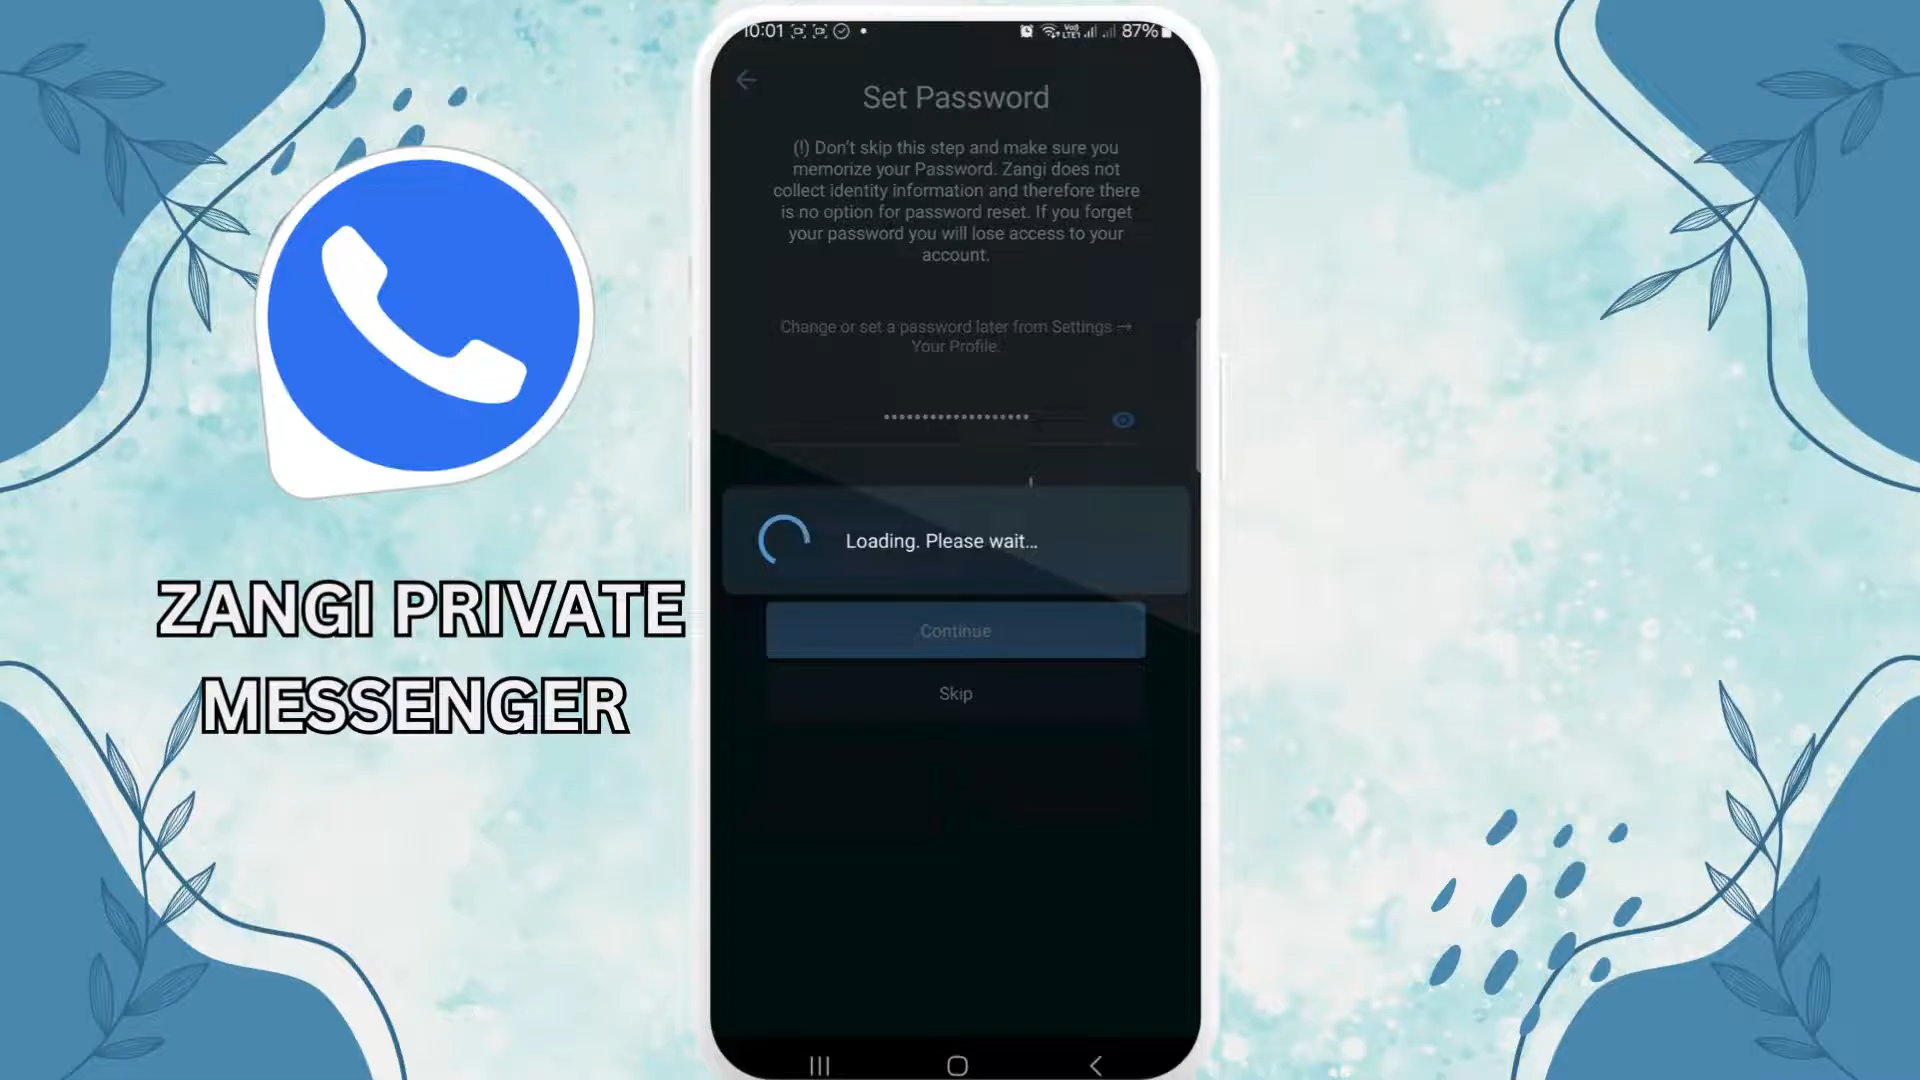 10:01
Vo))
LTE1
87%
Set Password
(!) Don't skip this step and make sure you
memorize your Password. Zangi does not
collect identity information and therefore there
is no option for password reset. If you forget
your password you will lose access to your
account.
Change or set a password later from Settings →
Your Profile.
••••••••••••••••••••
Loading. Please wait...
Continue
Skip
ZANGI PRIVATE
MESSENGER